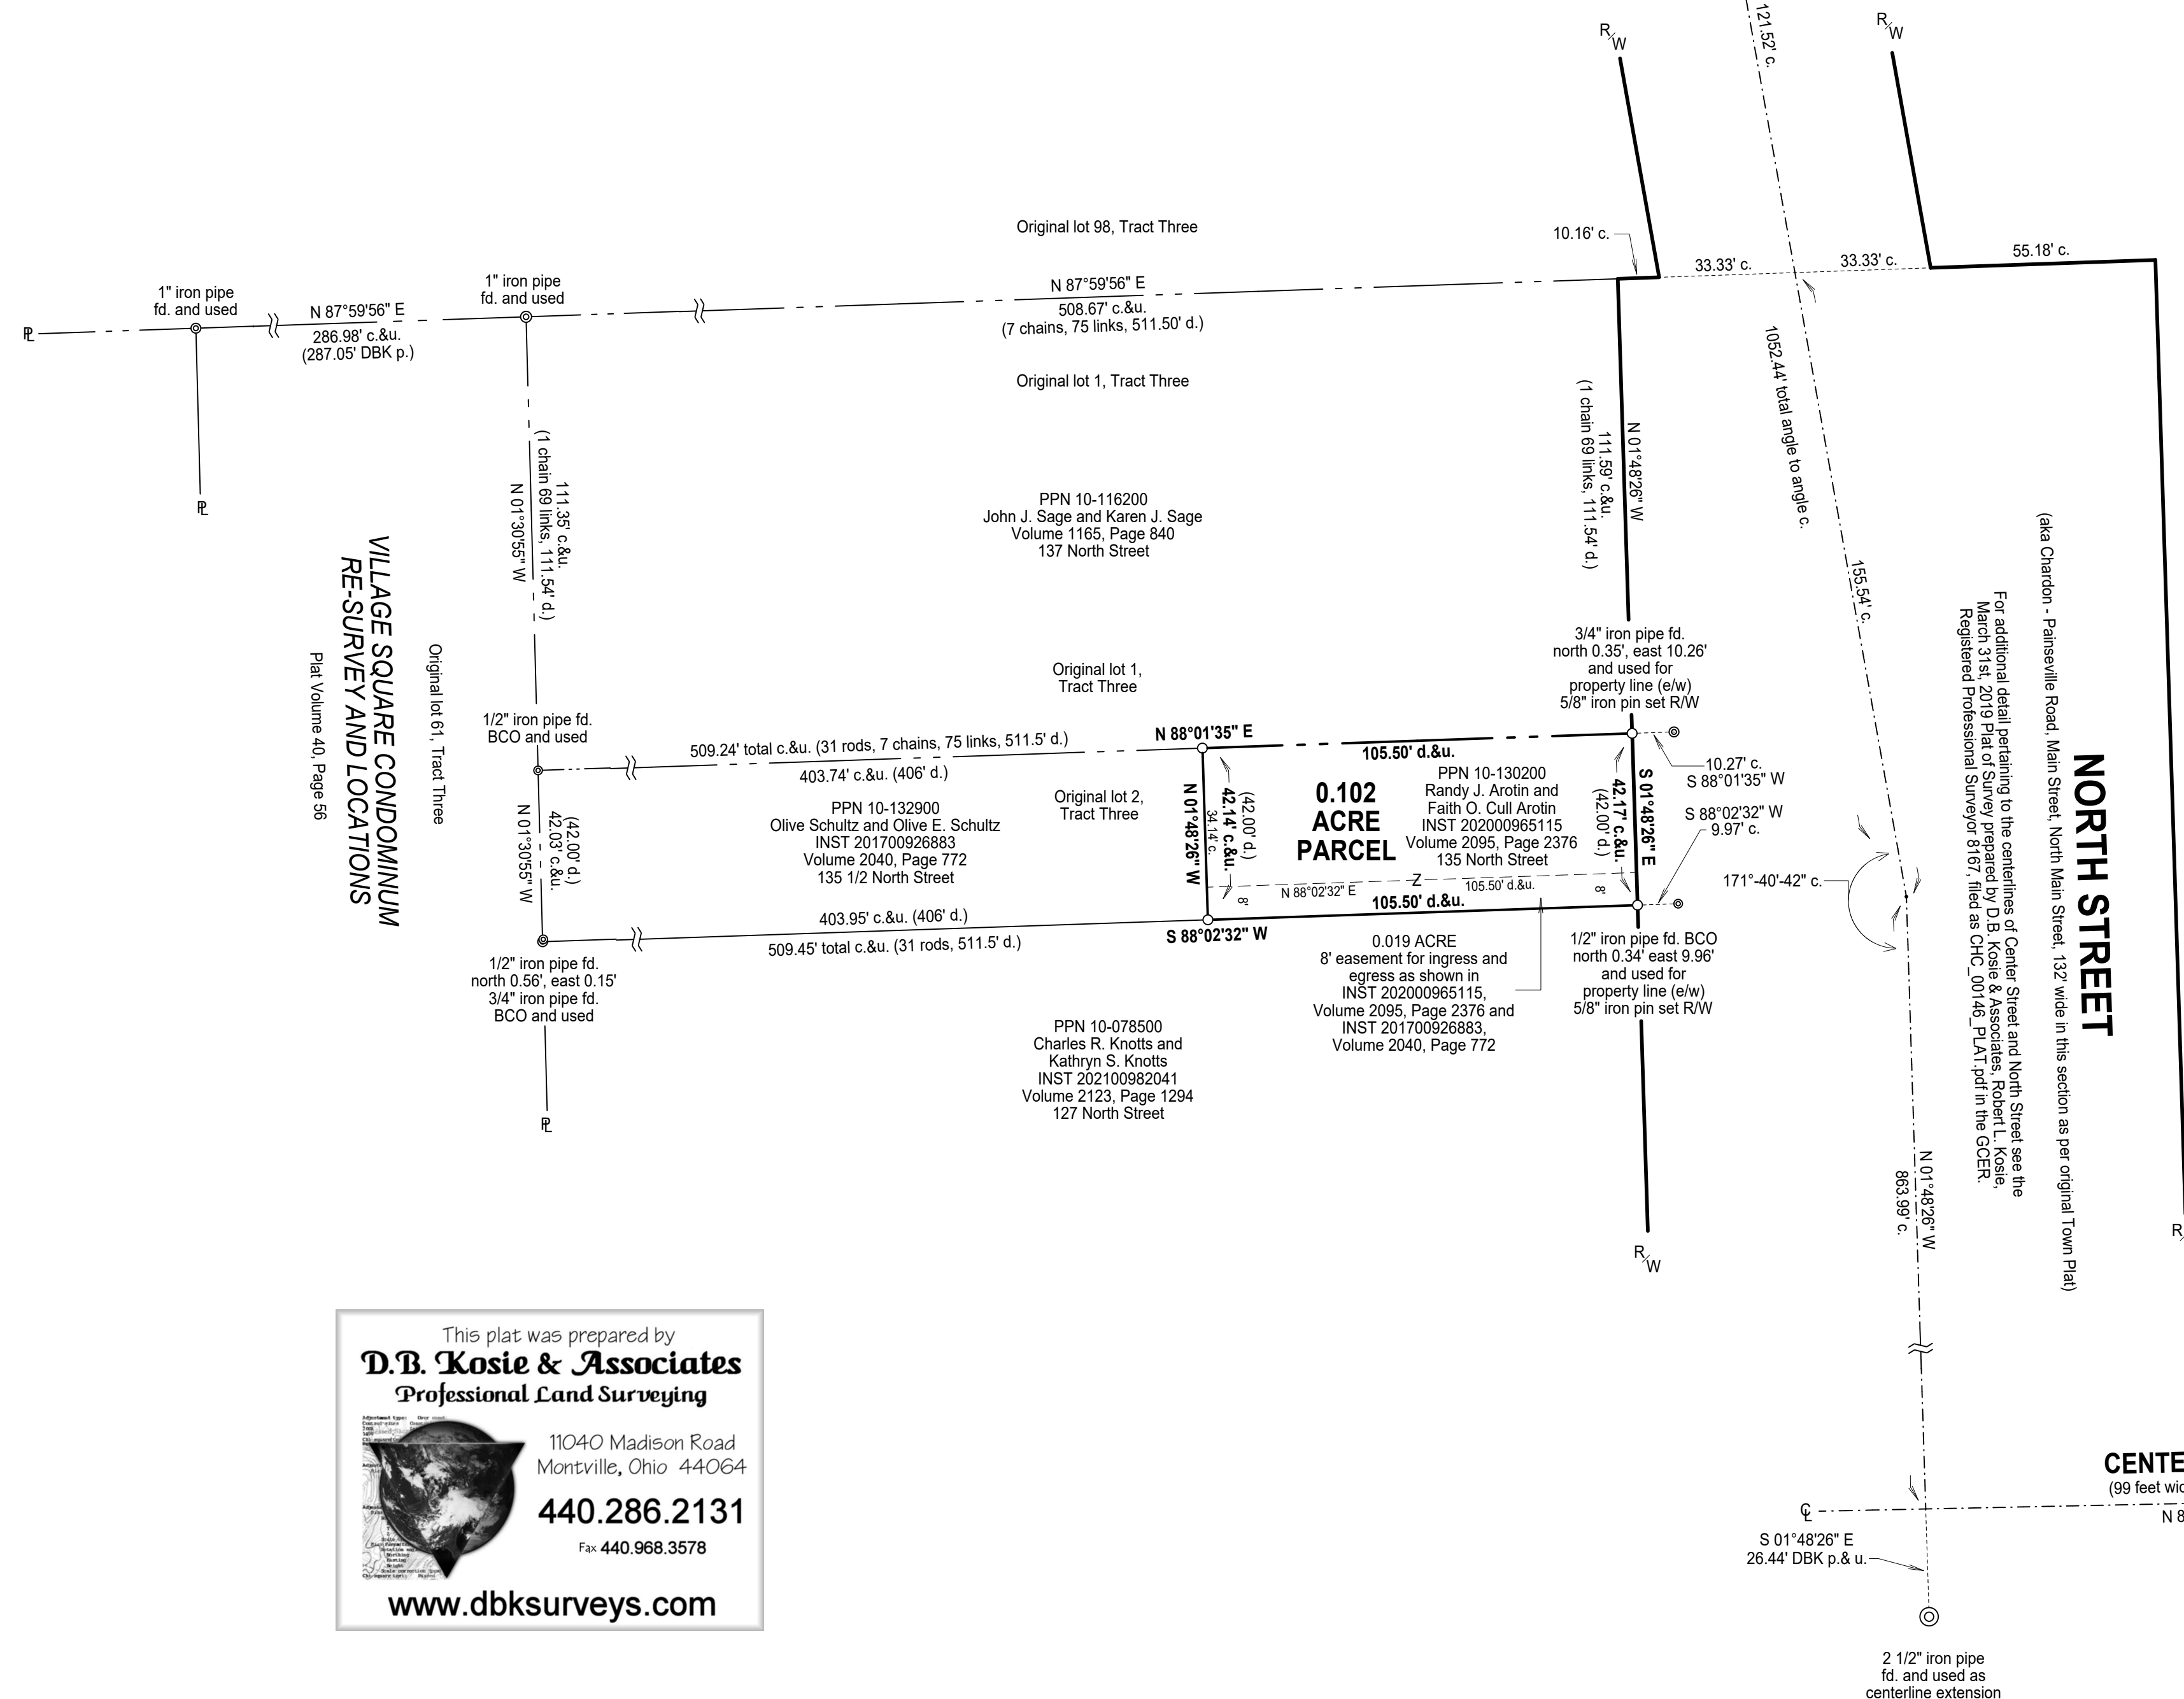 R/W
121.52' c.
R/W
Original lot 98, Tract Three
10.16' c.
33.33' c.
33.33' c.
55.18' c.
1" iron pipe
fd. and used
1" iron pipe
fd. and used
N 87°59'56" E
286.98' c.&u.
(287.05' DBK p.)
N 87°59'56" E
508.67' c.&u.
(7 chains, 75 links, 511.50' d.)
PL
Original lot 1, Tract Three
1052.44' total angle to angle c.
N 01°48'26" W
111.59' c.&u.
(1 chain 69 links, 111.54' d.)
111.35' c.&u.
(1 chain 69 links, 111.54' d.)
N 01°30'55" W
PL
PPN 10-116200
John J. Sage and Karen J. Sage
Volume 1165, Page 840
137 North Street
VILLAGE SQUARE CONDOMINUM
RE-SURVEY AND LOCATIONS
Plat Volume 40, Page 56
Original lot 61, Tract Three
155.54' c.
NORTH STREET
(aka Chardon - Painseville Road, Main Street, North Main Street, 132' wide in this section as per original Town Plat)
For additional detail pertaining to the centerlines of Center Street and North Street see the
March 31st, 2019 Plat of Survey prepared by D.B. Kosie & Associates, Robert L. Kosie,
Registered Professional Surveyor 8167, filed as CHC_00146_PLAT.pdf in the GCER.
3/4" iron pipe fd.
north 0.35', east 10.26'
and used for
property line (e/w)
5/8" iron pin set R/W
Original lot 1,
Tract Three
1/2" iron pipe fd.
BCO and used
509.24' total c.&u. (31 rods, 7 chains, 75 links, 511.5' d.)
403.74' c.&u. (406' d.)
N 88°01'35" E
105.50' d.&u.
10.27' c.
S 88°01'35" W
S 88°02'32" W
9.97' c.
(42.00' d.)
42.03' c.&u.
N 01°30'55" W
PPN 10-132900
Olive Schultz and Olive E. Schultz
INST 201700926883
Volume 2040, Page 772
135 1/2 North Street
Original lot 2,
Tract Three
(42.00' d.)
42.14' c.&u.
34.14' c.
N 01°48'26" W
8'
0.102
ACRE
PARCEL
PPN 10-130200
Randy J. Arotin and
Faith O. Cull Arotin
INST 202000965115
Volume 2095, Page 2376
135 North Street
S 01°48'26" E
42.17' c.&u.
(42.00' d.)
8'
N 88°02'32" E
Z
105.50' d.&u.
105.50' d.&u.
S 88°02'32" W
171°-40'-42" c.
403.95' c.&u. (406' d.)
509.45' total c.&u. (31 rods, 511.5' d.)
1/2" iron pipe fd.
north 0.56', east 0.15'
3/4" iron pipe fd.
BCO and used
0.019 ACRE
8' easement for ingress and
egress as shown in
INST 202000965115,
Volume 2095, Page 2376 and
INST 201700926883,
Volume 2040, Page 772
1/2" iron pipe fd. BCO
north 0.34' east 9.96'
and used for
property line (e/w)
5/8" iron pin set R/W
PPN 10-078500
Charles R. Knotts and
Kathryn S. Knotts
INST 202100982041
Volume 2123, Page 1294
127 North Street
PL
N 01°48'26" W
863.99' c.
R/W
R
This plat was prepared by
D.B. Kosie & Associates
Professional Land Surveying
11040 Madison Road
Montville, Ohio 44064
440.286.2131
Fax 440.968.3578
www.dbksurveys.com
CENTE
(99 feet wid
N 8
CL
S 01°48'26" E
26.44' DBK p.& u.
2 1/2" iron pipe
fd. and used as
centerline extension